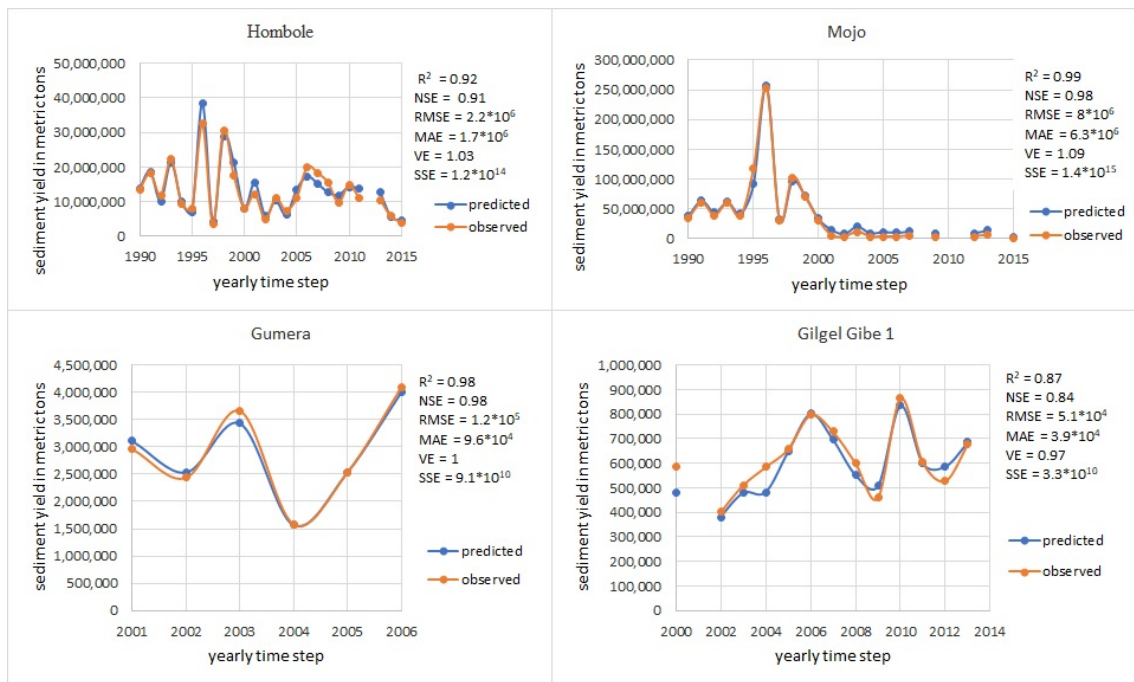 Hombole
sediment yield in metrictons
50,000,000
40,000,000
30,000,000
20,000,000
10,000,000
0
1990 1995 2000 2005 2010 2015
yearly time step
R² = 0.92
NSE = 0.91
RMSE = 2.2*10⁶
MAE = 1.7*10⁶
VE = 1.03
SSE = 1.2*10¹⁴
predicted
observed
Mojo
sediment yield in metrictons
300,000,000
250,000,000
200,000,000
150,000,000
100,000,000
50,000,000
0
1990 1995 2000 2005 2010 2015
yearly time step
R² = 0.99
NSE = 0.98
RMSE = 8*10⁶
MAE = 6.3*10⁶
VE = 1.09
SSE = 1.4*10¹⁵
predicted
observed
Gumera
sediment yield in metrictons
4,500,000
4,000,000
3,500,000
3,000,000
2,500,000
2,000,000
1,500,000
1,000,000
500,000
0
2001 2002 2003 2004 2005 2006
yearly time step
R² = 0.98
NSE = 0.98
RMSE = 1.2*10⁵
MAE = 9.6*10⁴
VE = 1
SSE = 9.1*10¹⁰
predicted
observed
Gilgel Gibe 1
sediment yield in metrictons
1,000,000
900,000
800,000
700,000
600,000
500,000
400,000
300,000
200,000
100,000
0
2000 2002 2004 2006 2008 2010 2012 2014
yearly time step
R² = 0.87
NSE = 0.84
RMSE = 5.1*10⁴
MAE = 3.9*10⁴
VE = 0.97
SSE = 3.3*10¹⁰
predicted
observed